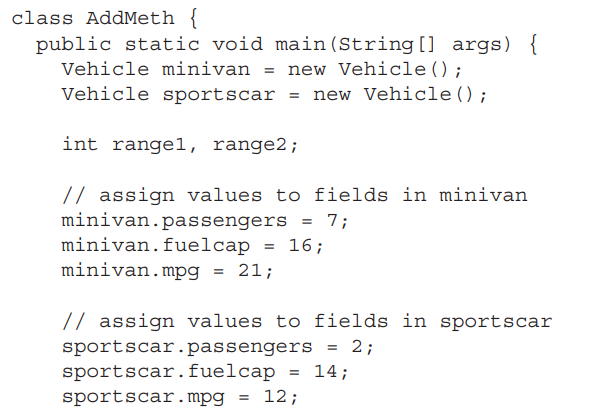 class AddMeth {
public static void main(String[] args) {
Vehicle minivan = new Vehicle();
Vehicle sportscar = new Vehicle();
int range1, range2;
// assign values to fields in minivan
minivan.passengers = 7;
minivan.fuelcap = 16;
minivan.mpg = 21;
// assign values to fields in sportscar
sportscar.passengers = 2;
sportscar.fuelcap = 14;
sportscar.mpg = 12;